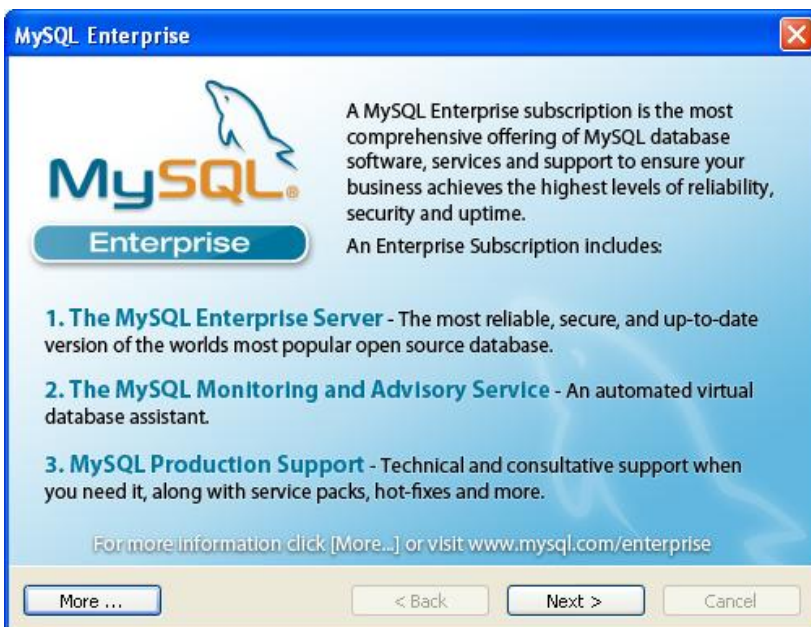 MySQL Enterprise
MySQL®
Enterprise
A MySQL Enterprise subscription is the most
comprehensive offering of MySQL database
software, services and support to ensure your
business achieves the highest levels of reliability,
security and uptime.
An Enterprise Subscription includes:
1. The MySQL Enterprise Server - The most reliable, secure, and up-to-date
version of the worlds most popular open source database.
2. The MySQL Monitoring and Advisory Service - An automated virtual
database assistant.
3. MySQL Production Support - Technical and consultative support when
you need it, along with service packs, hot-fixes and more.
For more information click [More...] or visit www.mysql.com/enterprise
More ... < Back Next > Cancel